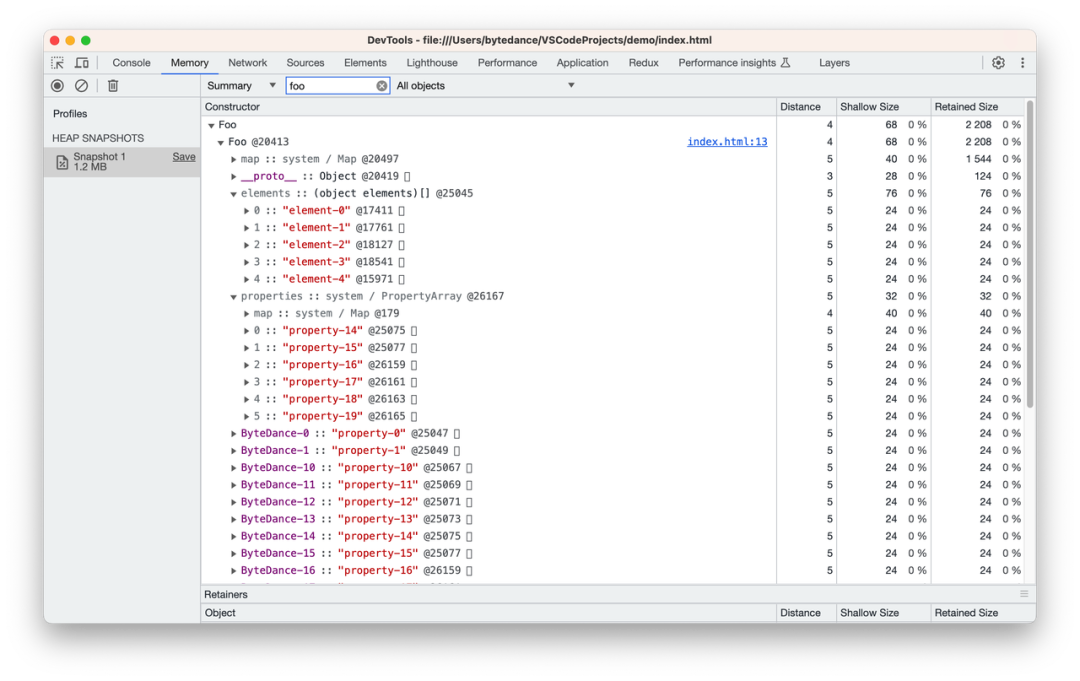 DevTools - file:///Users/bytedance/VSCodeProjects/demo/index.html
Console Memory Network Sources Elements Lighthouse Performance Application Redux Performance insights Layers
Summary ▼ foo All objects ▼
Profiles
HEAP SNAPSHOTS
Snapshot 1 Save
1.2 MB
Constructor Distance Shallow Size Retained Size
▼ Foo 4 68 0 % 2 208 0 %
▼ Foo @20413 index.html:13 4 68 0 % 2 208 0 %
▶ map :: system / Map @20497 5 40 0 % 1 544 0 %
▶ __proto__ :: Object @20419 ▯ 3 28 0 % 124 0 %
▼ elements :: (object elements)[] @25045 5 76 0 % 76 0 %
▶ 0 :: "element-0" @17411 ▯ 5 24 0 % 24 0 %
▶ 1 :: "element-1" @17761 ▯ 5 24 0 % 24 0 %
▶ 2 :: "element-2" @18127 ▯ 5 24 0 % 24 0 %
▶ 3 :: "element-3" @18541 ▯ 5 24 0 % 24 0 %
▶ 4 :: "element-4" @15971 ▯ 5 24 0 % 24 0 %
▼ properties :: system / PropertyArray @26167 5 32 0 % 32 0 %
▶ map :: system / Map @179 4 40 0 % 40 0 %
▶ 0 :: "property-14" @25075 ▯ 5 24 0 % 24 0 %
▶ 1 :: "property-15" @25077 ▯ 5 24 0 % 24 0 %
▶ 2 :: "property-16" @26159 ▯ 5 24 0 % 24 0 %
▶ 3 :: "property-17" @26161 ▯ 5 24 0 % 24 0 %
▶ 4 :: "property-18" @26163 ▯ 5 24 0 % 24 0 %
▶ 5 :: "property-19" @26165 ▯ 5 24 0 % 24 0 %
▶ ByteDance-0 :: "property-0" @25047 ▯ 5 24 0 % 24 0 %
▶ ByteDance-1 :: "property-1" @25049 ▯ 5 24 0 % 24 0 %
▶ ByteDance-10 :: "property-10" @25067 ▯ 5 24 0 % 24 0 %
▶ ByteDance-11 :: "property-11" @25069 ▯ 5 24 0 % 24 0 %
▶ ByteDance-12 :: "property-12" @25071 ▯ 5 24 0 % 24 0 %
▶ ByteDance-13 :: "property-13" @25073 ▯ 5 24 0 % 24 0 %
▶ ByteDance-14 :: "property-14" @25075 ▯ 5 24 0 % 24 0 %
▶ ByteDance-15 :: "property-15" @25077 ▯ 5 24 0 % 24 0 %
▶ ByteDance-16 :: "property-16" @26159 ▯ 5 24 0 % 24 0 %
Retainers
Object Distance Shallow Size Retained Size